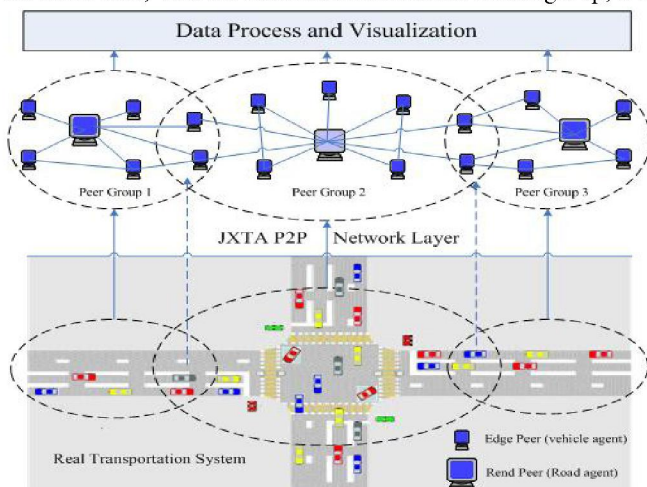 Data Process and Visualization
Peer Group 1
Peer Group 2
Peer Group 3
JXTA P2P Network Layer
Edge Peer (vehicle agent)
Real Transportation System
Rend Peer (Road agent)